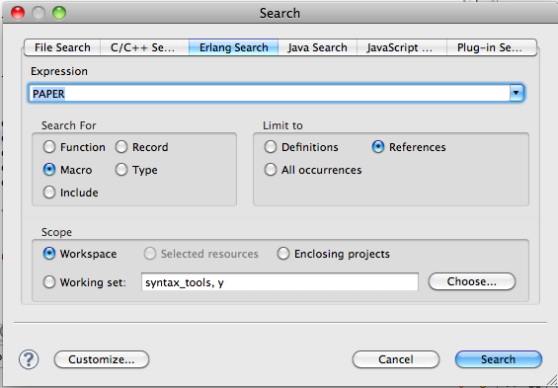 Search
File Search C/C++ Se... Erlang Search Java Search JavaScript ... Plug-in Se...
Expression
PAPER
Search For Limit to
Function Record Definitions References
Macro Type All occurrences
Include
Scope
Workspace Selected resources Enclosing projects
Working set: syntax_tools, y Choose...
? Customize... Cancel Search